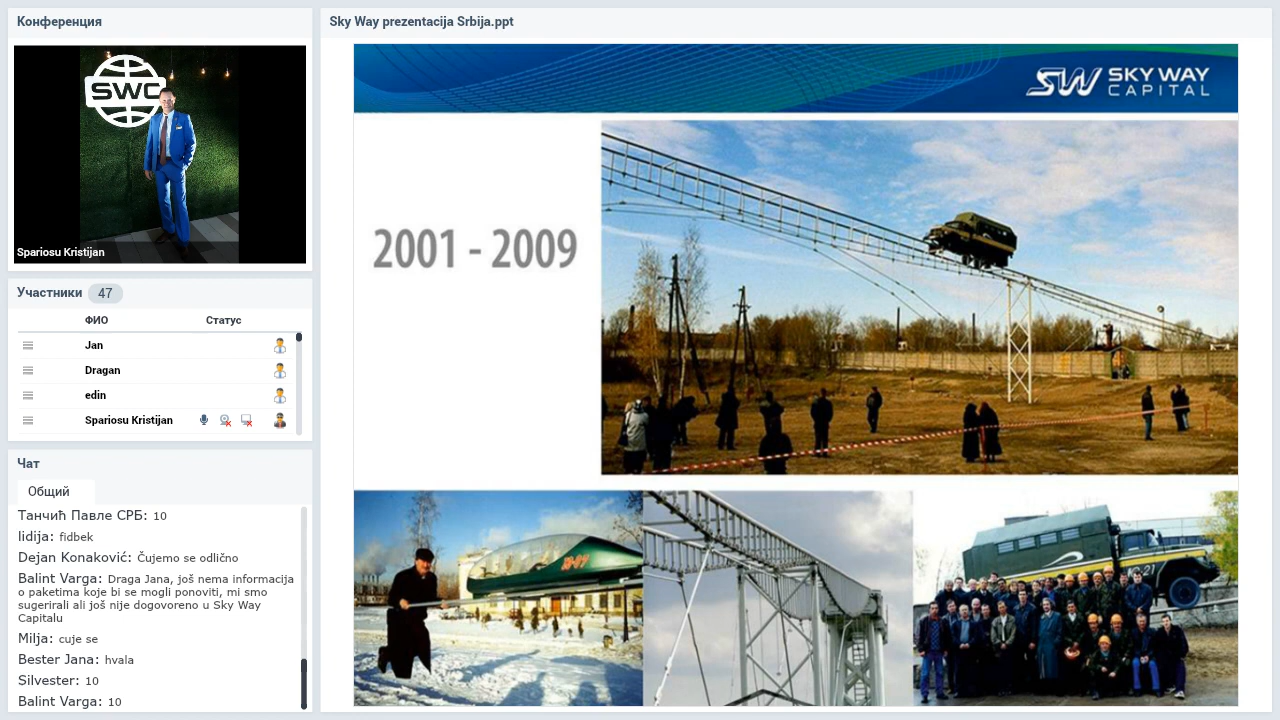 Конференция
SWC
Spariosu Kristijan
Участники 47
ФИО Статус
Jan
Dragan
edin
Spariosu Kristijan
Чат
Общий
Танчић Павле СРБ: 10
lidija: fidbek
Dejan Konaković: Čujemo se odlično
Balint Varga: Draga Jana, još nema informacija
o paketima koje bi se mogli ponoviti, mi smo
sugerirali ali još nije dogovoreno u Sky Way
Capitalu
Milja: cuje se
Bester Jana: hvala
Silvester: 10
Balint Varga: 10
Sky Way prezentacija Srbija.ppt
SW SKY WAY
CAPITAL
2001 - 2009